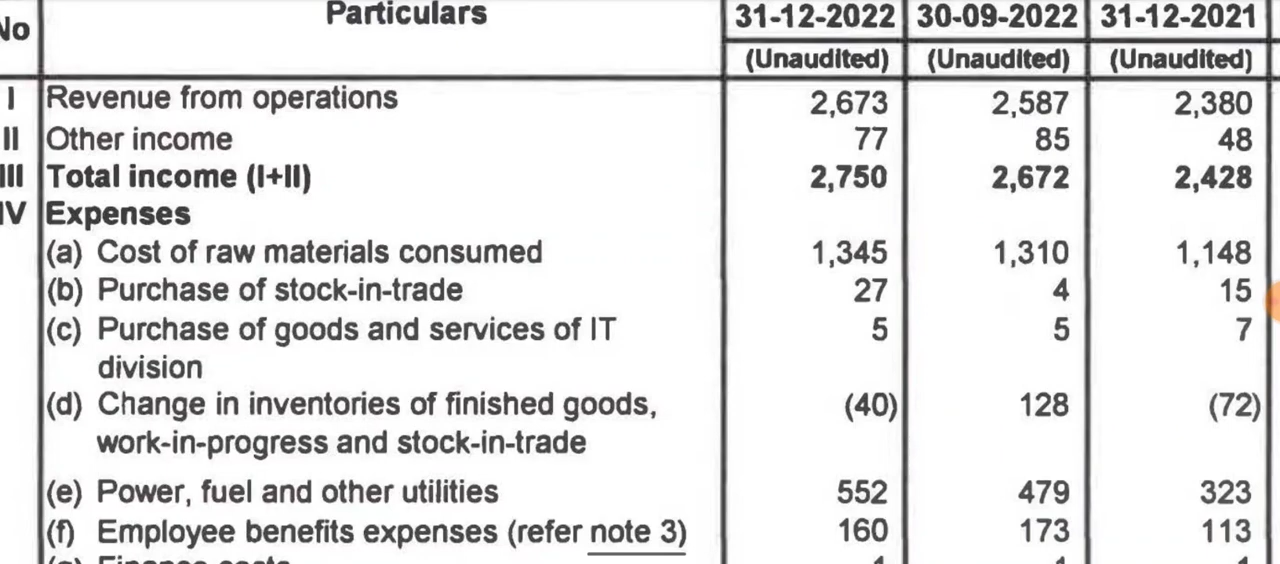 No Particulars 31-12-2022 30-09-2022 31-12-2021
(Unaudited) (Unaudited) (Unaudited)
I Revenue from operations 2,673 2,587 2,380
II Other income 77 85 48
III Total income (I+II) 2,750 2,672 2,428
IV Expenses
(a) Cost of raw materials consumed 1,345 1,310 1,148
(b) Purchase of stock-in-trade 27 4 15
(c) Purchase of goods and services of IT 5 5 7
division
(d) Change in inventories of finished goods, (40) 128 (72)
work-in-progress and stock-in-trade
(e) Power, fuel and other utilities 552 479 323
(f) Employee benefits expenses (refer note 3) 160 173 113
(g) Finance costs 1 1 1